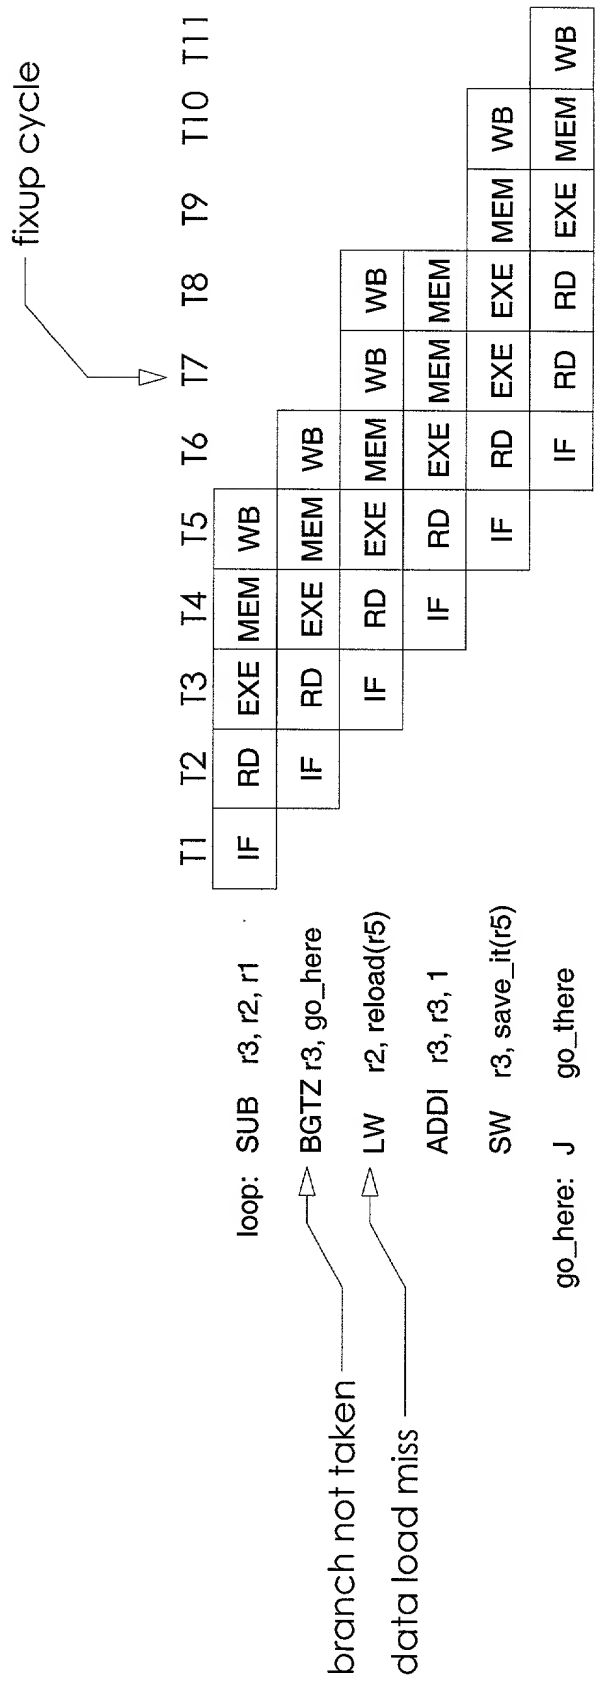 fixup cycle
T1 T2 T3 T4 T5 T6 T7 T8 T9 T10 T11
loop: SUB r3, r2, r1 IF RD EXE MEM WB
BGTZ r3, go_here IF RD EXE MEM WB
LW r2, reload(r5) IF RD EXE MEM WB WB
ADDI r3, r3, 1 IF RD EXE MEM MEM
SW r3, save_it(r5) IF RD EXE EXE MEM WB
go_here: J go_there IF RD RD EXE MEM WB
branch not taken
data load miss